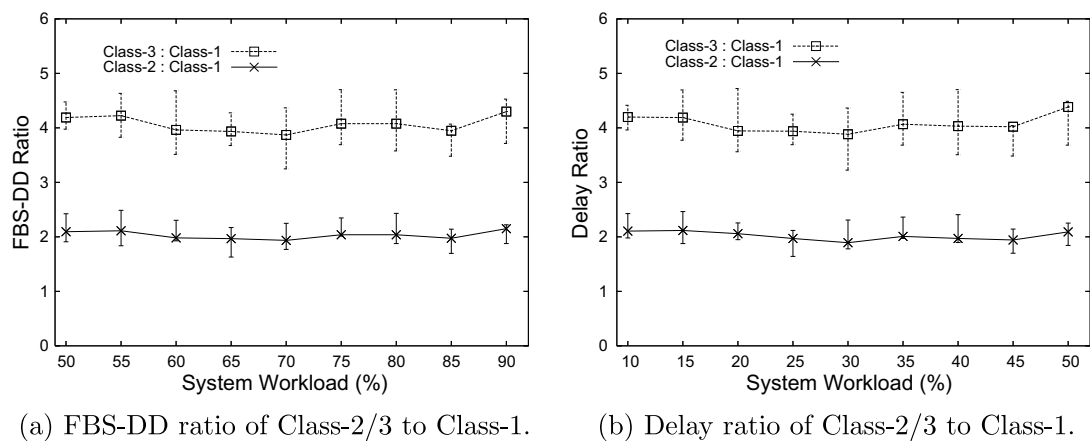 6
5
4
3
2
1
0
FBS-DD Ratio
Class-3 : Class-1
Class-2 : Class-1
50 55 60 65 70 75 80 85 90
System Workload (%)
(a) FBS-DD ratio of Class-2/3 to Class-1.
6
5
4
3
2
1
0
Delay Ratio
Class-3 : Class-1
Class-2 : Class-1
10 15 20 25 30 35 40 45 50
System Workload (%)
(b) Delay ratio of Class-2/3 to Class-1.